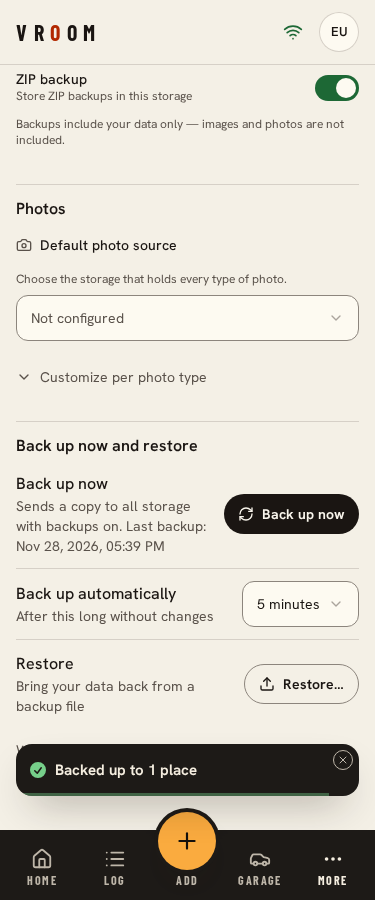 VROOM
EU
ZIP backup
Store ZIP backups in this storage
Backups include your data only — images and photos are not
included.
Photos
Default photo source
Choose the storage that holds every type of photo.
Not configured
Customize per photo type
Back up now and restore
Back up now
Sends a copy to all storage
with backups on. Last backup:
Nov 28, 2026, 05:39 PM
Back up now
Back up automatically
After this long without changes
5 minutes
Restore
Bring your data back from a
backup file
Restore...
Backed up to 1 place
HOME
LOG
ADD
GARAGE
MORE